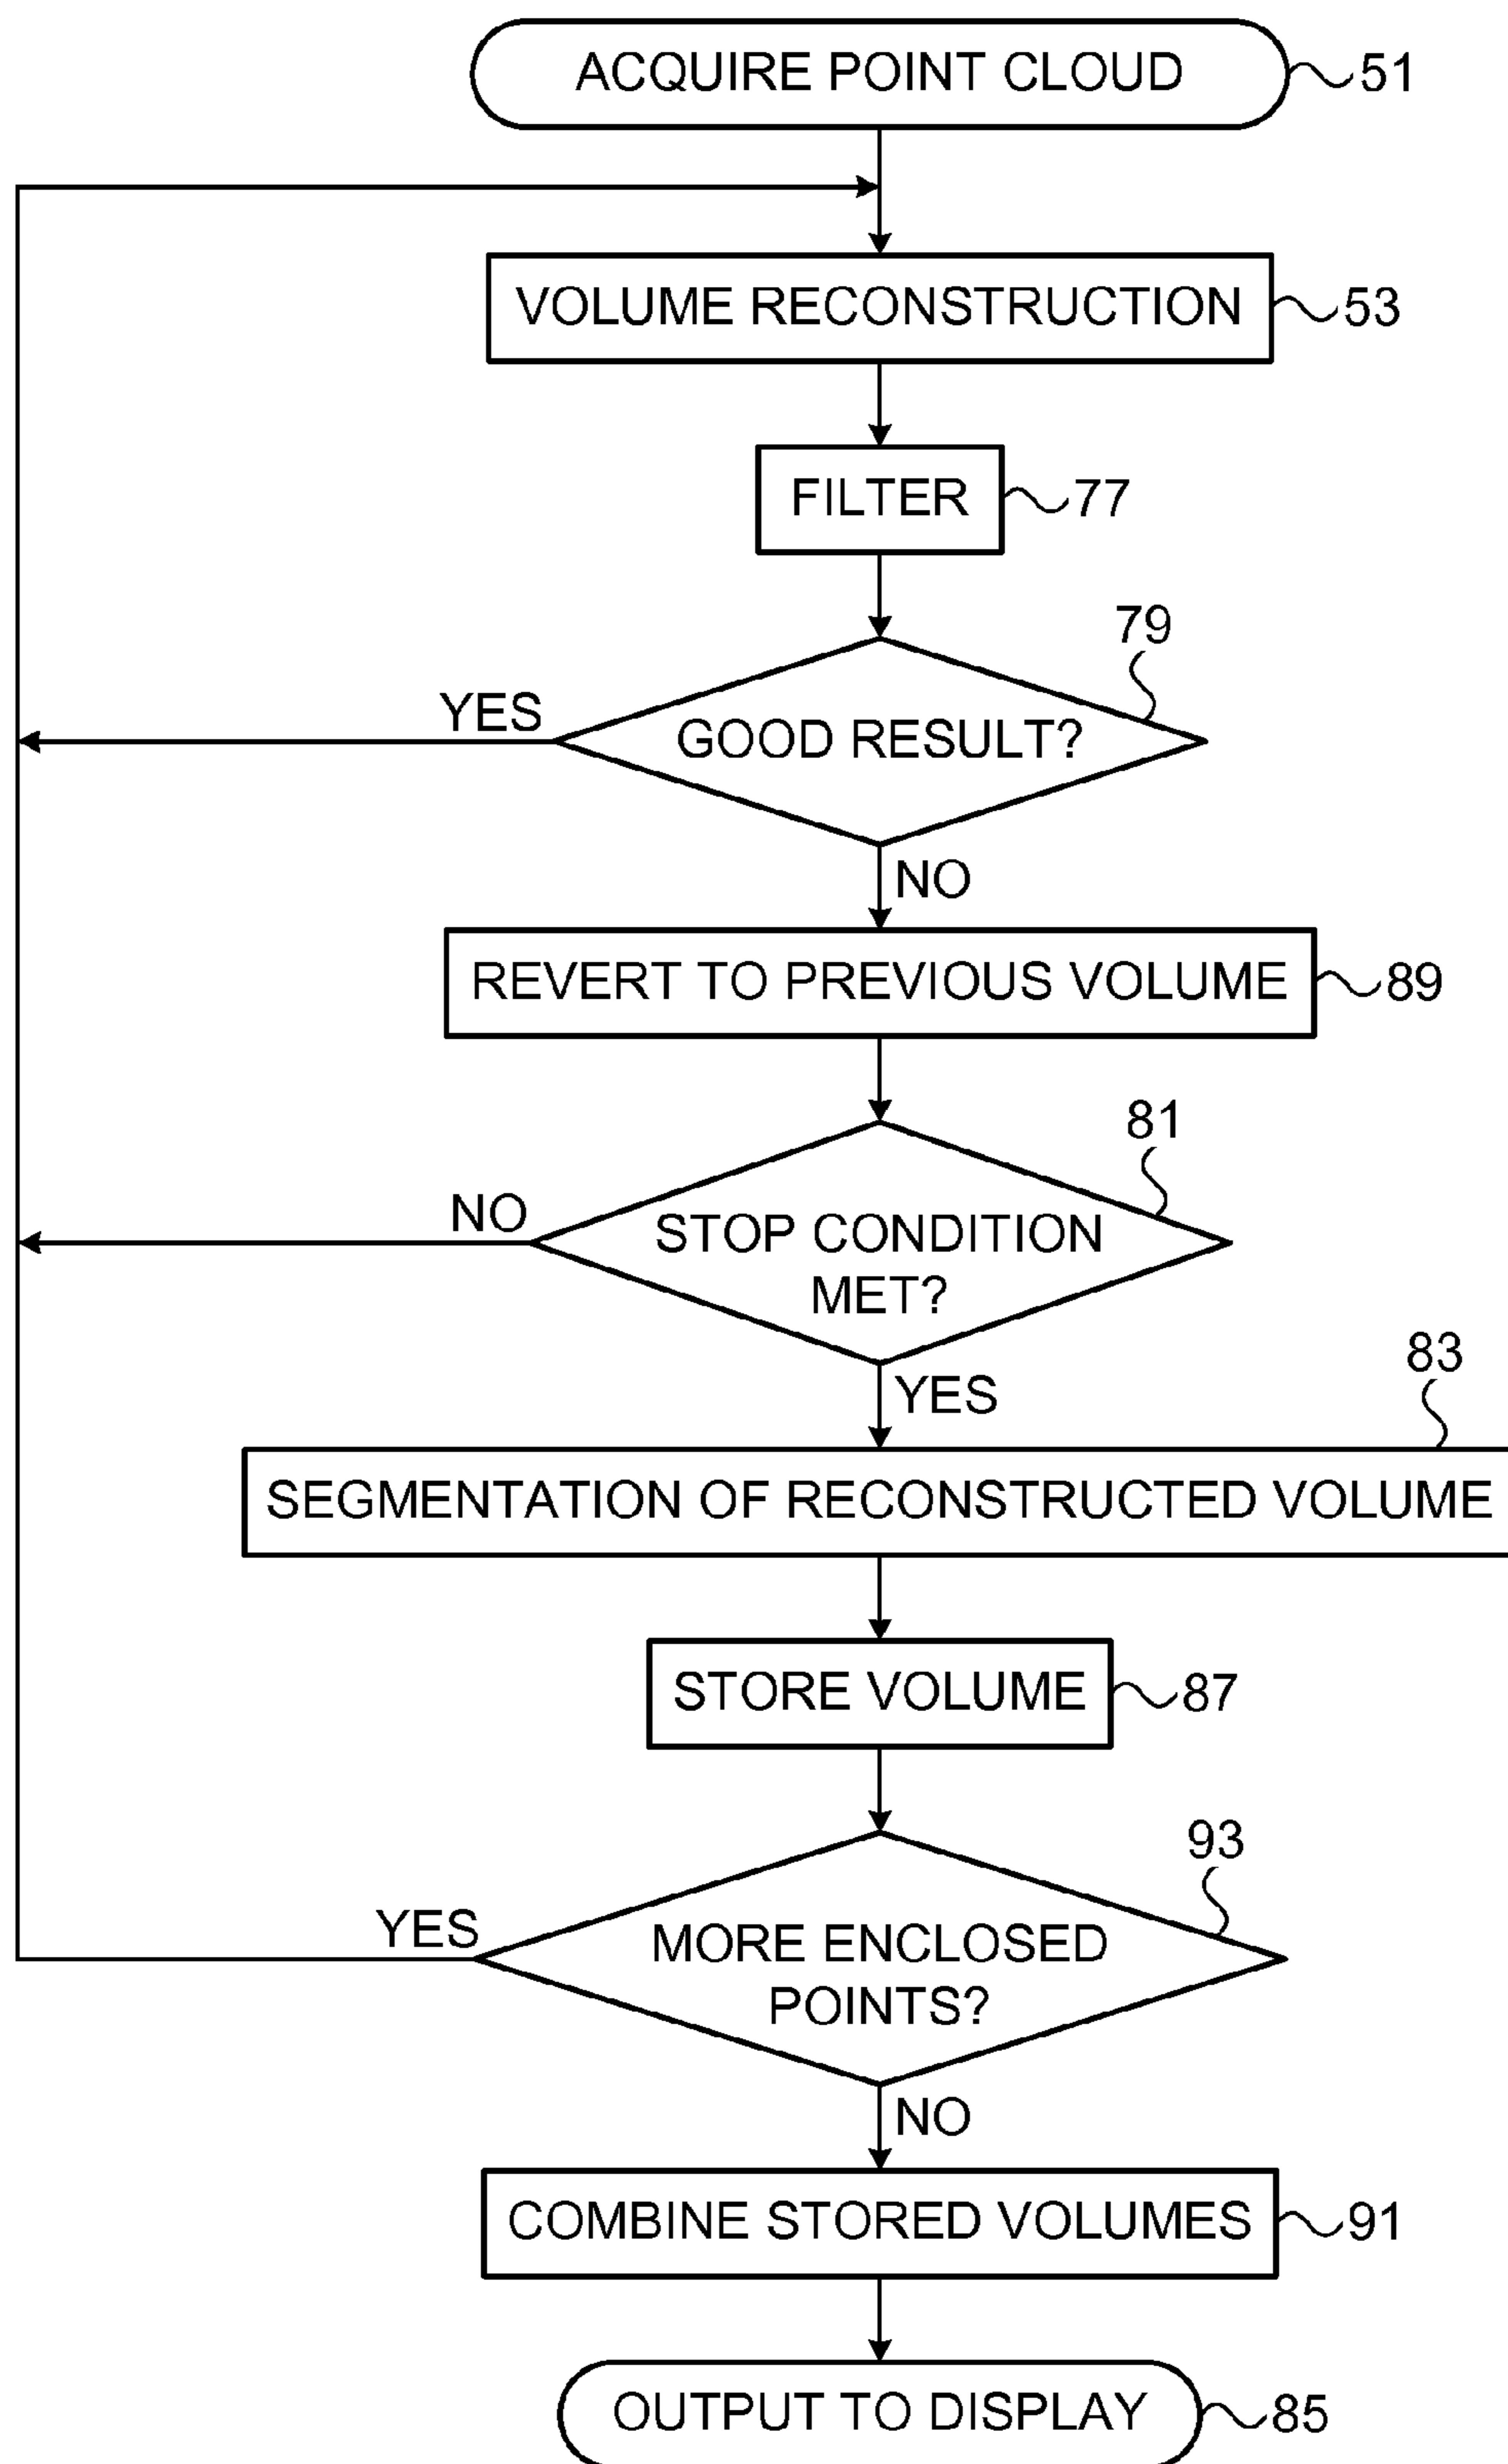 ACQUIRE POINT CLOUD 51
VOLUME RECONSTRUCTION 53
FILTER 77
79
YES
GOOD RESULT?
NO
REVERT TO PREVIOUS VOLUME 89
81
NO
STOP CONDITION
MET?
YES
83
SEGMENTATION OF RECONSTRUCTED VOLUME
STORE VOLUME 87
93
YES
MORE ENCLOSED
POINTS?
NO
COMBINE STORED VOLUMES 91
OUTPUT TO DISPLAY 85